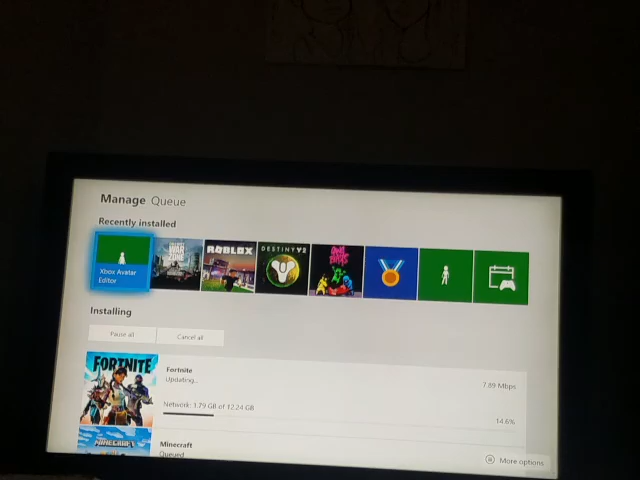 Manage Queue
Recently installed
WAR
ZONE
ROBLOX
DESTINY 2
Xbox Avatar
Editor
Installing
Pause all
Cancel all
FORTNITE
Fortnite
Updating..
7.89 Mbps
Network: 1.79 GB of 12.24 GB
14.6%
MINECRAFT
Minecraft
Queued
More options